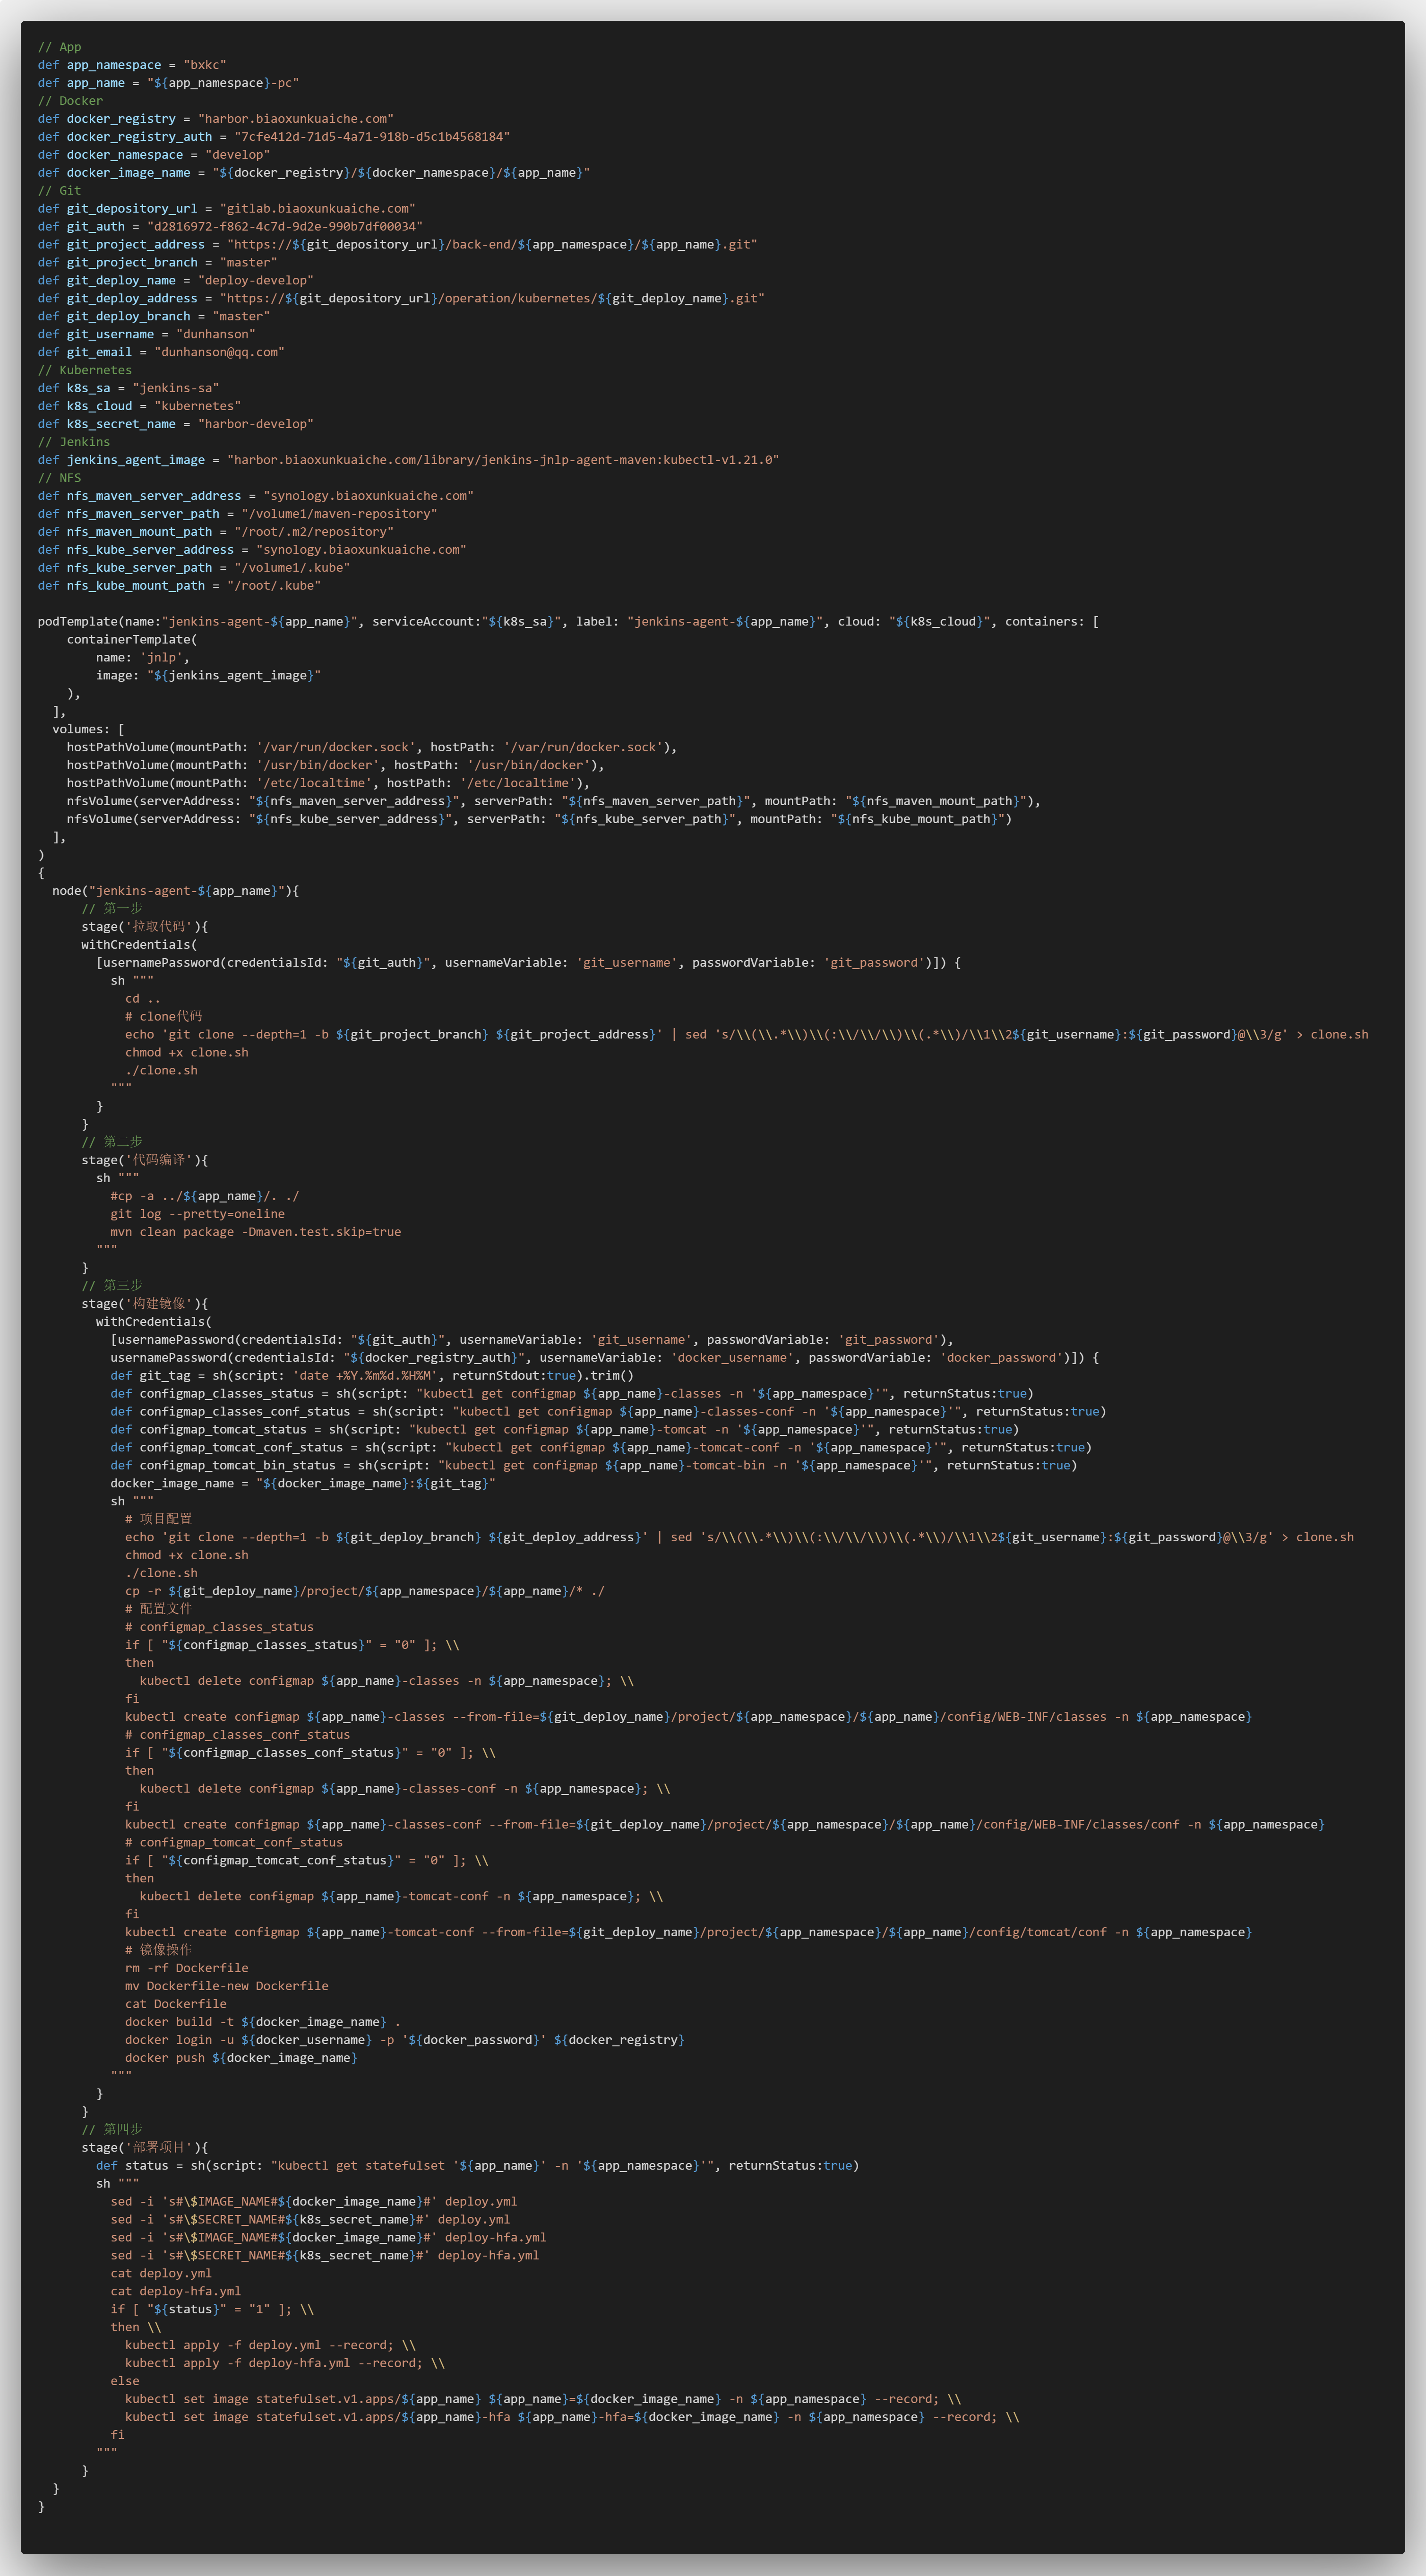 // App
def app_namespace = "bxkc"
def app_name = "${app_namespace}-pc"
// Docker
def docker_registry = "harbor.biaoxunkuaiche.com"
def docker_registry_auth = "7cfe412d-71d5-4a71-918b-d5c1b4568184"
def docker_namespace = "develop"
def docker_image_name = "${docker_registry}/${docker_namespace}/${app_name}"
// Git
def git_depository_url = "gitlab.biaoxunkuaiche.com"
def git_auth = "d2816972-f862-4c7d-9d2e-990b7df00034"
def git_project_address = "https://${git_depository_url}/back-end/${app_namespace}/${app_name}.git"
def git_project_branch = "master"
def git_deploy_name = "deploy-develop"
def git_deploy_address = "https://${git_depository_url}/operation/kubernetes/${git_deploy_name}.git"
def git_deploy_branch = "master"
def git_username = "dunhanson"
def git_email = "dunhanson@qq.com"
// Kubernetes
def k8s_sa = "jenkins-sa"
def k8s_cloud = "kubernetes"
def k8s_secret_name = "harbor-develop"
// Jenkins
def jenkins_agent_image = "harbor.biaoxunkuaiche.com/library/jenkins-jnlp-agent-maven:kubectl-v1.21.0"
// NFS
def nfs_maven_server_address = "synology.biaoxunkuaiche.com"
def nfs_maven_server_path = "/volume1/maven-repository"
def nfs_maven_mount_path = "/root/.m2/repository"
def nfs_kube_server_address = "synology.biaoxunkuaiche.com"
def nfs_kube_server_path = "/volume1/.kube"
def nfs_kube_mount_path = "/root/.kube"

podTemplate(name:"jenkins-agent-${app_name}", serviceAccount:"${k8s_sa}", label: "jenkins-agent-${app_name}", cloud: "${k8s_cloud}", containers: [
    containerTemplate(
        name: 'jnlp',
        image: "${jenkins_agent_image}"
    ),
  ],
  volumes: [
    hostPathVolume(mountPath: '/var/run/docker.sock', hostPath: '/var/run/docker.sock'),
    hostPathVolume(mountPath: '/usr/bin/docker', hostPath: '/usr/bin/docker'),
    hostPathVolume(mountPath: '/etc/localtime', hostPath: '/etc/localtime'),
    nfsVolume(serverAddress: "${nfs_maven_server_address}", serverPath: "${nfs_maven_server_path}", mountPath: "${nfs_maven_mount_path}"),
    nfsVolume(serverAddress: "${nfs_kube_server_address}", serverPath: "${nfs_kube_server_path}", mountPath: "${nfs_kube_mount_path}")
  ],
)
{
  node("jenkins-agent-${app_name}"){
      // 第一步
      stage('拉取代码'){
      withCredentials(
        [usernamePassword(credentialsId: "${git_auth}", usernameVariable: 'git_username', passwordVariable: 'git_password')]) {
          sh """
            cd ..
            # clone代码
            echo 'git clone --depth=1 -b ${git_project_branch} ${git_project_address}' | sed 's/\\(\\.*\\)\\(:\\/\\/\\)\\(.*\\)/\\1\\2${git_username}:${git_password}@\\3/g' > clone.sh
            chmod +x clone.sh
            ./clone.sh
          """
        }
      }
      // 第二步
      stage('代码编译'){
        sh """
          #cp -a ../${app_name}/. ./
          git log --pretty=oneline
          mvn clean package -Dmaven.test.skip=true
        """
      }
      // 第三步
      stage('构建镜像'){
        withCredentials(
          [usernamePassword(credentialsId: "${git_auth}", usernameVariable: 'git_username', passwordVariable: 'git_password'),
          usernamePassword(credentialsId: "${docker_registry_auth}", usernameVariable: 'docker_username', passwordVariable: 'docker_password')]) {
          def git_tag = sh(script: 'date +%Y.%m%d.%H%M', returnStdout:true).trim()
          def configmap_classes_status = sh(script: "kubectl get configmap ${app_name}-classes -n '${app_namespace}'", returnStatus:true)
          def configmap_classes_conf_status = sh(script: "kubectl get configmap ${app_name}-classes-conf -n '${app_namespace}'", returnStatus:true)
          def configmap_tomcat_status = sh(script: "kubectl get configmap ${app_name}-tomcat -n '${app_namespace}'", returnStatus:true)
          def configmap_tomcat_conf_status = sh(script: "kubectl get configmap ${app_name}-tomcat-conf -n '${app_namespace}'", returnStatus:true)
          def configmap_tomcat_bin_status = sh(script: "kubectl get configmap ${app_name}-tomcat-bin -n '${app_namespace}'", returnStatus:true)
          docker_image_name = "${docker_image_name}:${git_tag}"
          sh """
            # 项目配置
            echo 'git clone --depth=1 -b ${git_deploy_branch} ${git_deploy_address}' | sed 's/\\(\\.*\\)\\(:\\/\\/\\)\\(.*\\)/\\1\\2${git_username}:${git_password}@\\3/g' > clone.sh
            chmod +x clone.sh
            ./clone.sh
            cp -r ${git_deploy_name}/project/${app_namespace}/${app_name}/* ./
            # 配置文件
            # configmap_classes_status
            if [ "${configmap_classes_status}" = "0" ]; \\
            then
              kubectl delete configmap ${app_name}-classes -n ${app_namespace}; \\
            fi
            kubectl create configmap ${app_name}-classes --from-file=${git_deploy_name}/project/${app_namespace}/${app_name}/config/WEB-INF/classes -n ${app_namespace}
            # configmap_classes_conf_status
            if [ "${configmap_classes_conf_status}" = "0" ]; \\
            then
              kubectl delete configmap ${app_name}-classes-conf -n ${app_namespace}; \\
            fi
            kubectl create configmap ${app_name}-classes-conf --from-file=${git_deploy_name}/project/${app_namespace}/${app_name}/config/WEB-INF/classes/conf -n ${app_namespace}
            # configmap_tomcat_conf_status
            if [ "${configmap_tomcat_conf_status}" = "0" ]; \\
            then
              kubectl delete configmap ${app_name}-tomcat-conf -n ${app_namespace}; \\
            fi
            kubectl create configmap ${app_name}-tomcat-conf --from-file=${git_deploy_name}/project/${app_namespace}/${app_name}/config/tomcat/conf -n ${app_namespace}
            # 镜像操作
            rm -rf Dockerfile
            mv Dockerfile-new Dockerfile
            cat Dockerfile
            docker build -t ${docker_image_name} .
            docker login -u ${docker_username} -p '${docker_password}' ${docker_registry}
            docker push ${docker_image_name}
          """
        }
      }
      // 第四步
      stage('部署项目'){
        def status = sh(script: "kubectl get statefulset '${app_name}' -n '${app_namespace}'", returnStatus:true)
        sh """
          sed -i 's#\$IMAGE_NAME#${docker_image_name}#' deploy.yml
          sed -i 's#\$SECRET_NAME#${k8s_secret_name}#' deploy.yml
          sed -i 's#\$IMAGE_NAME#${docker_image_name}#' deploy-hfa.yml
          sed -i 's#\$SECRET_NAME#${k8s_secret_name}#' deploy-hfa.yml
          cat deploy.yml
          cat deploy-hfa.yml
          if [ "${status}" = "1" ]; \\
          then \\
            kubectl apply -f deploy.yml --record; \\
            kubectl apply -f deploy-hfa.yml --record; \\
          else
            kubectl set image statefulset.v1.apps/${app_name} ${app_name}=${docker_image_name} -n ${app_namespace} --record; \\
            kubectl set image statefulset.v1.apps/${app_name}-hfa ${app_name}-hfa=${docker_image_name} -n ${app_namespace} --record; \\
          fi
        """
      }
  }
}